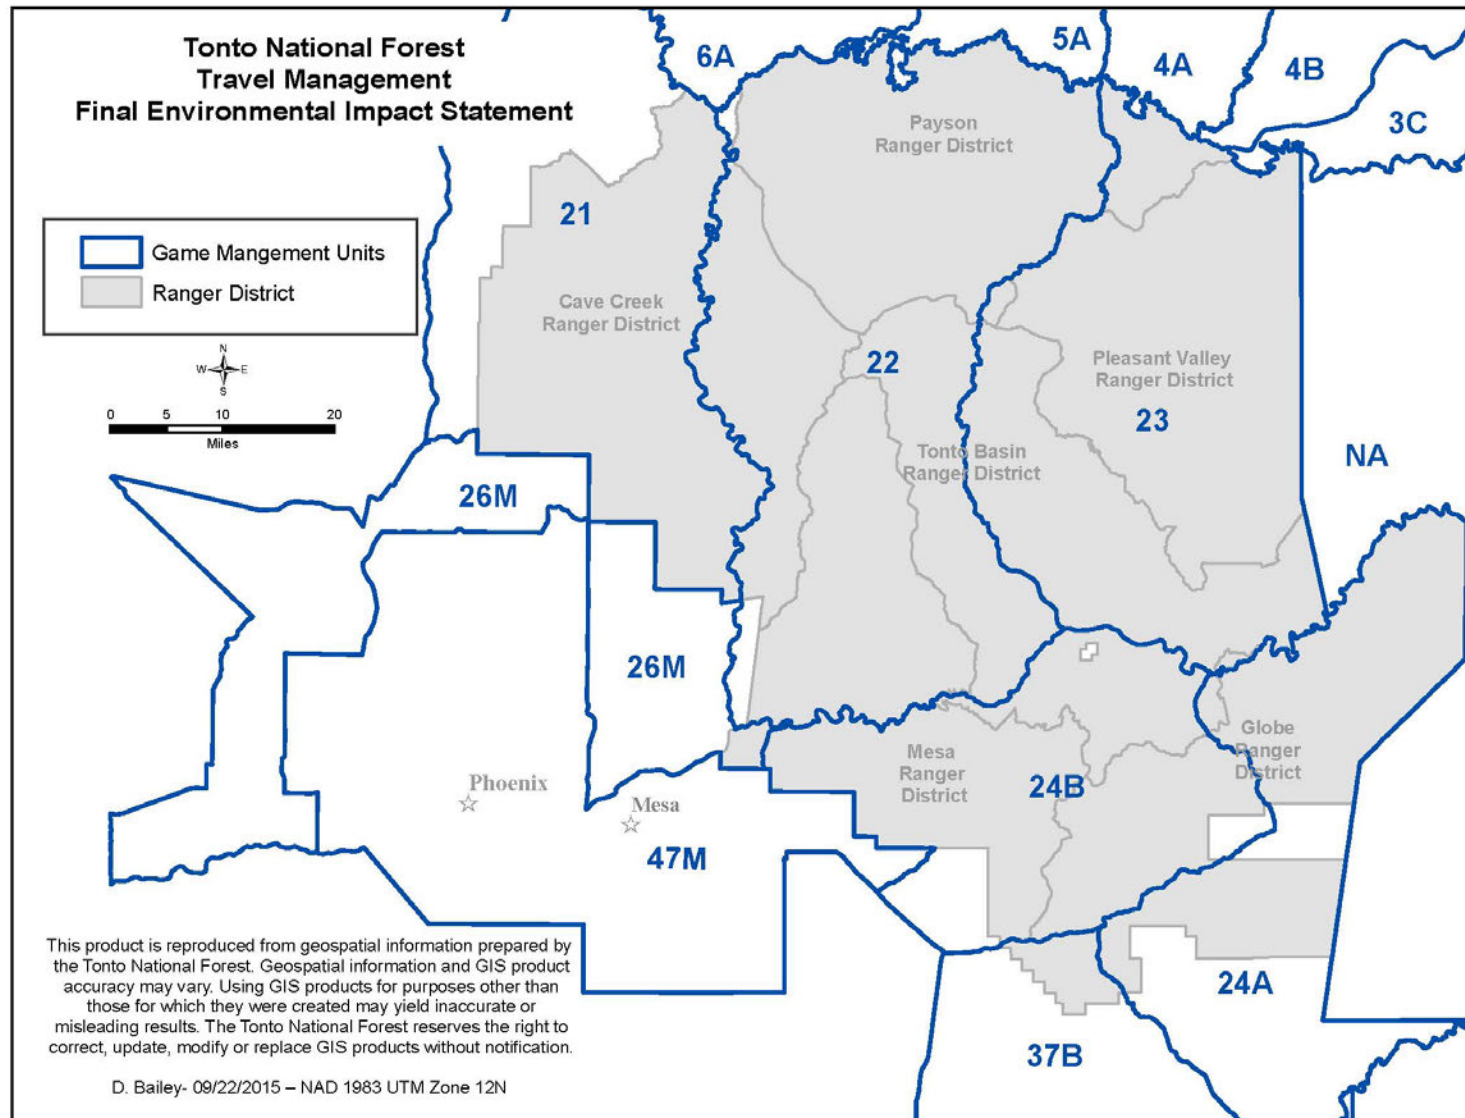 Tonto National Forest
Travel Management
Final Environmental Impact Statement
6A
5A
4A
4B
3C
Payson
Ranger District
21
Game Mangement Units
Ranger District
Cave Creek
Ranger District
N
W
E
S
0
5
10
20
Miles
22
Pleasant Valley
Ranger District
23
Tonto Basin
Ranger District
NA
26M
26M
Globe
Ranger
District
Mesa
Ranger
District
24B
Phoenix
Mesa
47M
24A
37B
This product is reproduced from geospatial information prepared by
the Tonto National Forest. Geospatial information and GIS product
accuracy may vary. Using GIS products for purposes other than
those for which they were created may yield inaccurate or
misleading results. The Tonto National Forest reserves the right to
correct, update, modify or replace GIS products without notification.
D. Bailey- 09/22/2015 – NAD 1983 UTM Zone 12N